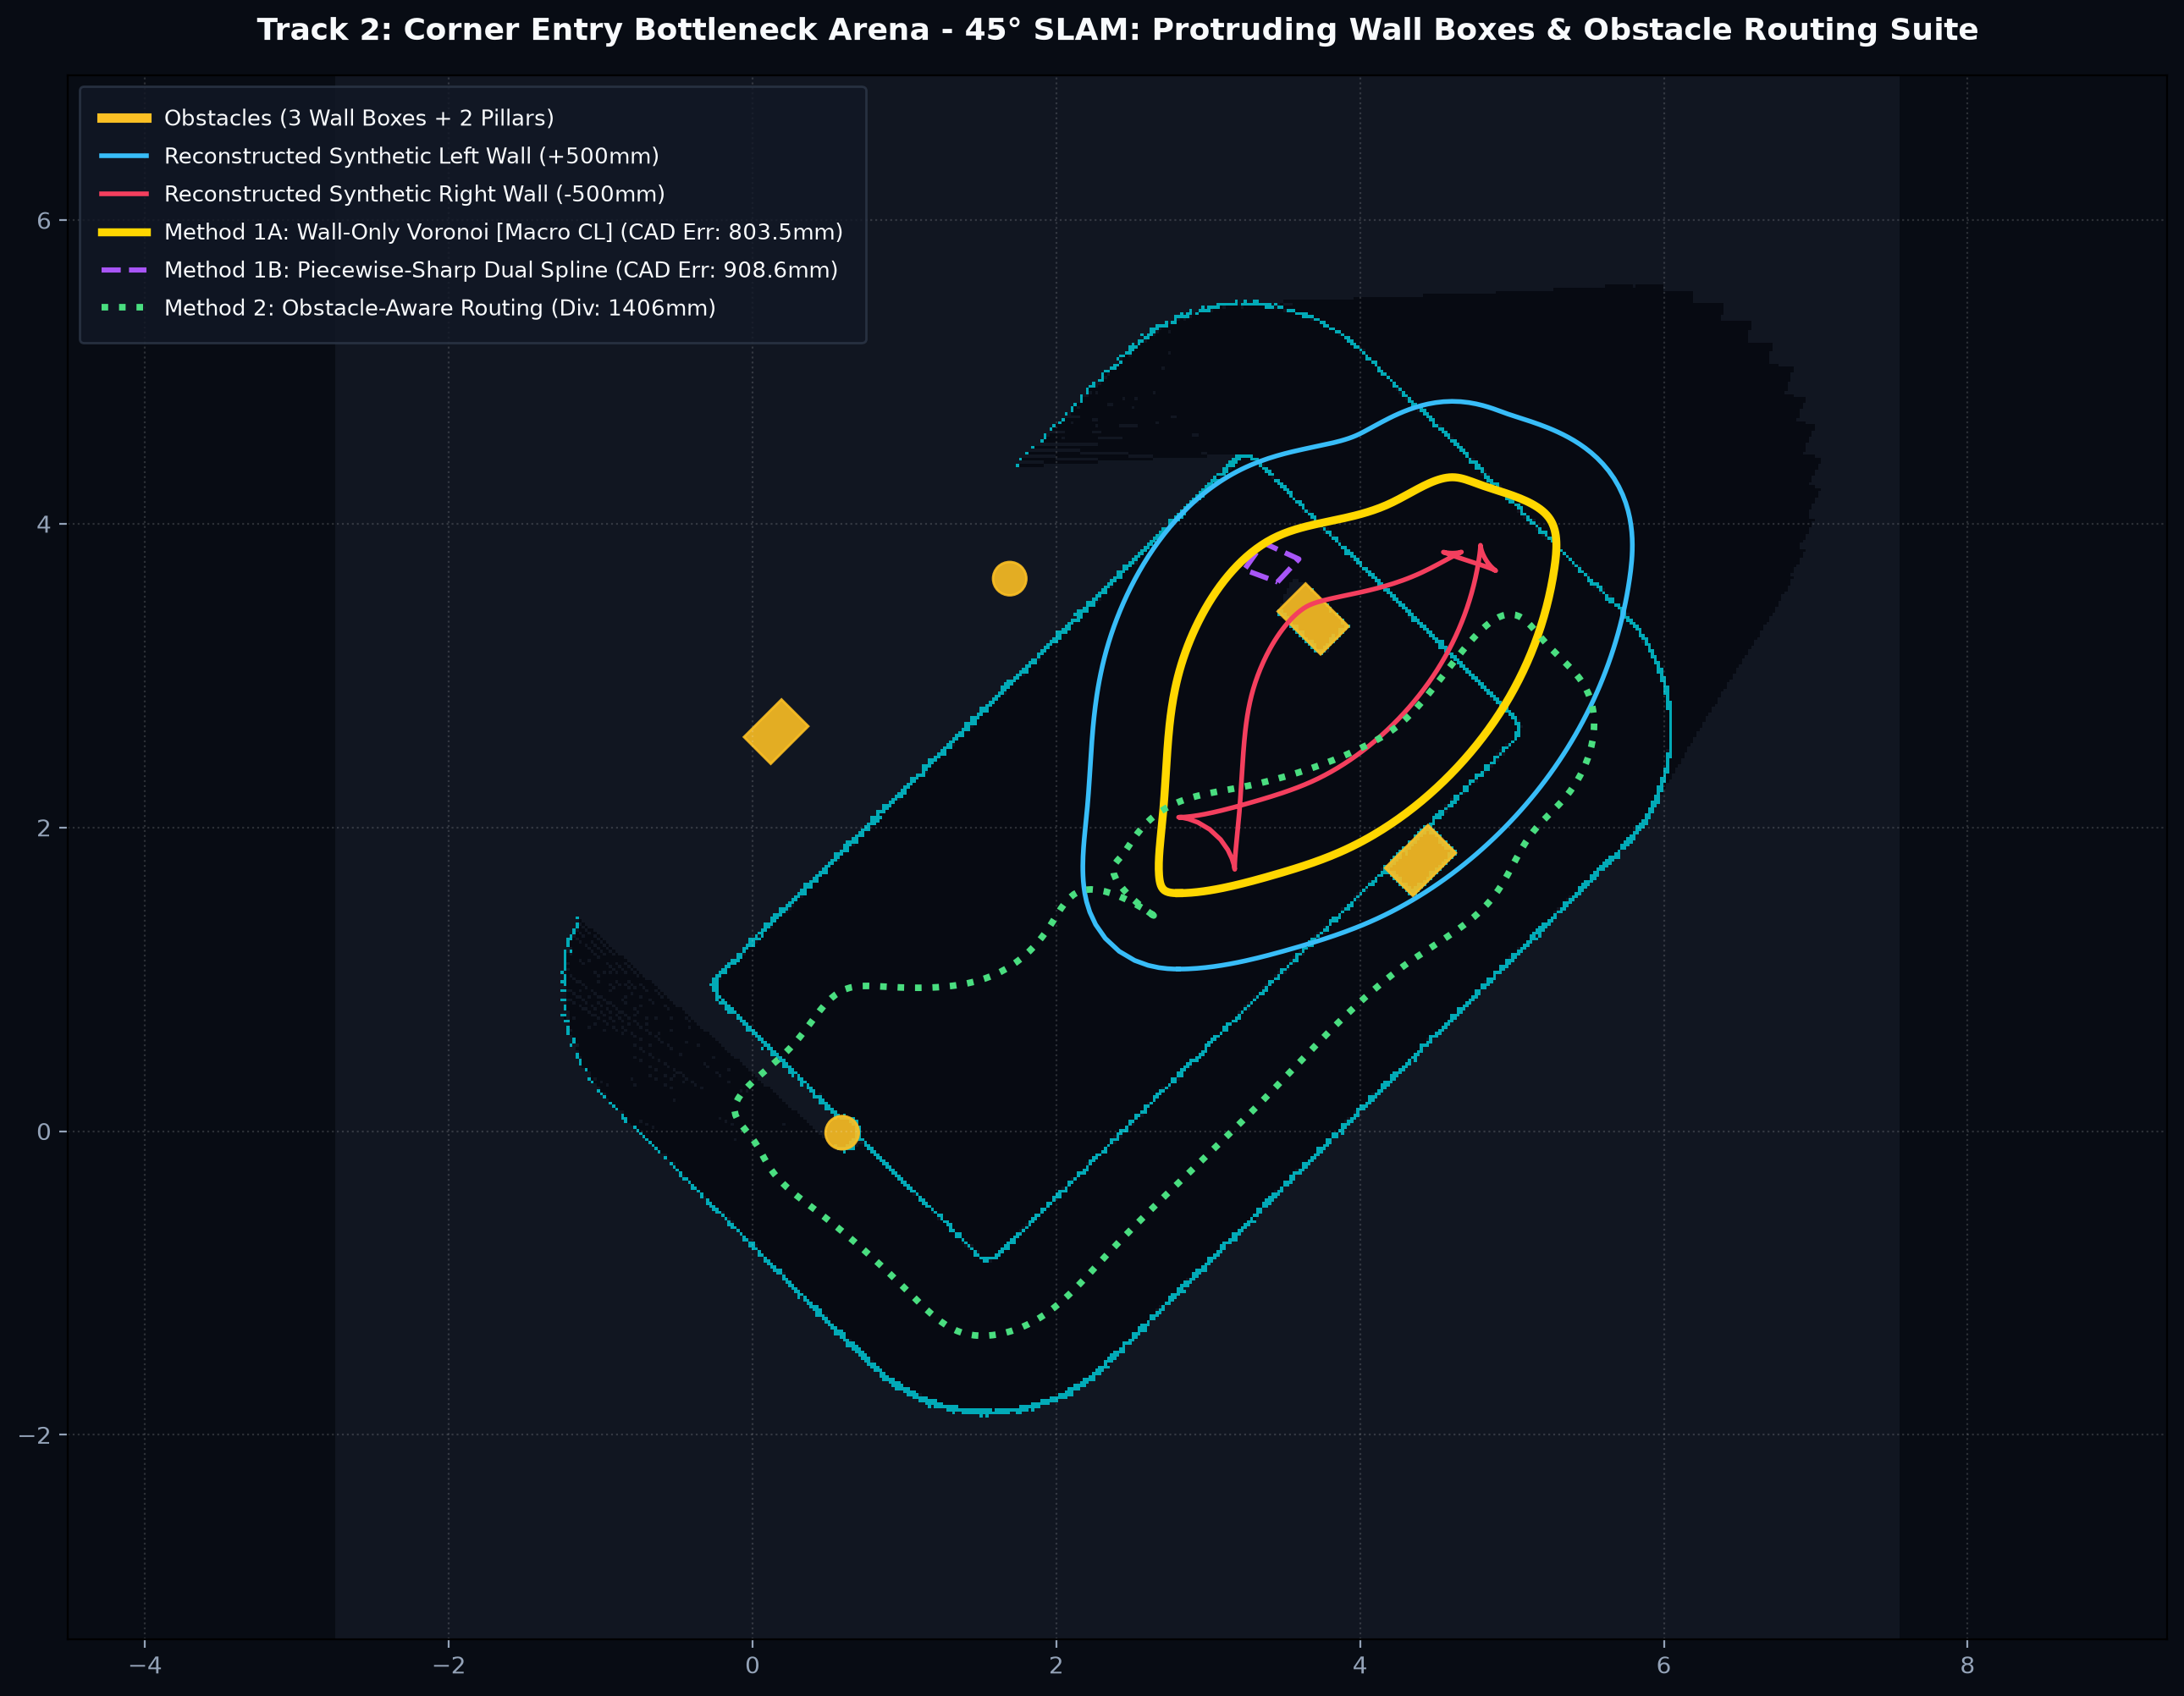 Track 2: Corner Entry Bottleneck Arena - 45° SLAM: Protruding Wall Boxes & Obstacle Routing Suite
Obstacles (3 Wall Boxes + 2 Pillars)
Reconstructed Synthetic Left Wall (+500mm)
Reconstructed Synthetic Right Wall (-500mm)
Method 1A: Wall-Only Voronoi [Macro CL] (CAD Err: 803.5mm)
Method 1B: Piecewise-Sharp Dual Spline (CAD Err: 908.6mm)
Method 2: Obstacle-Aware Routing (Div: 1406mm)
6
4
2
0
−2
−4
−2
0
2
4
6
8